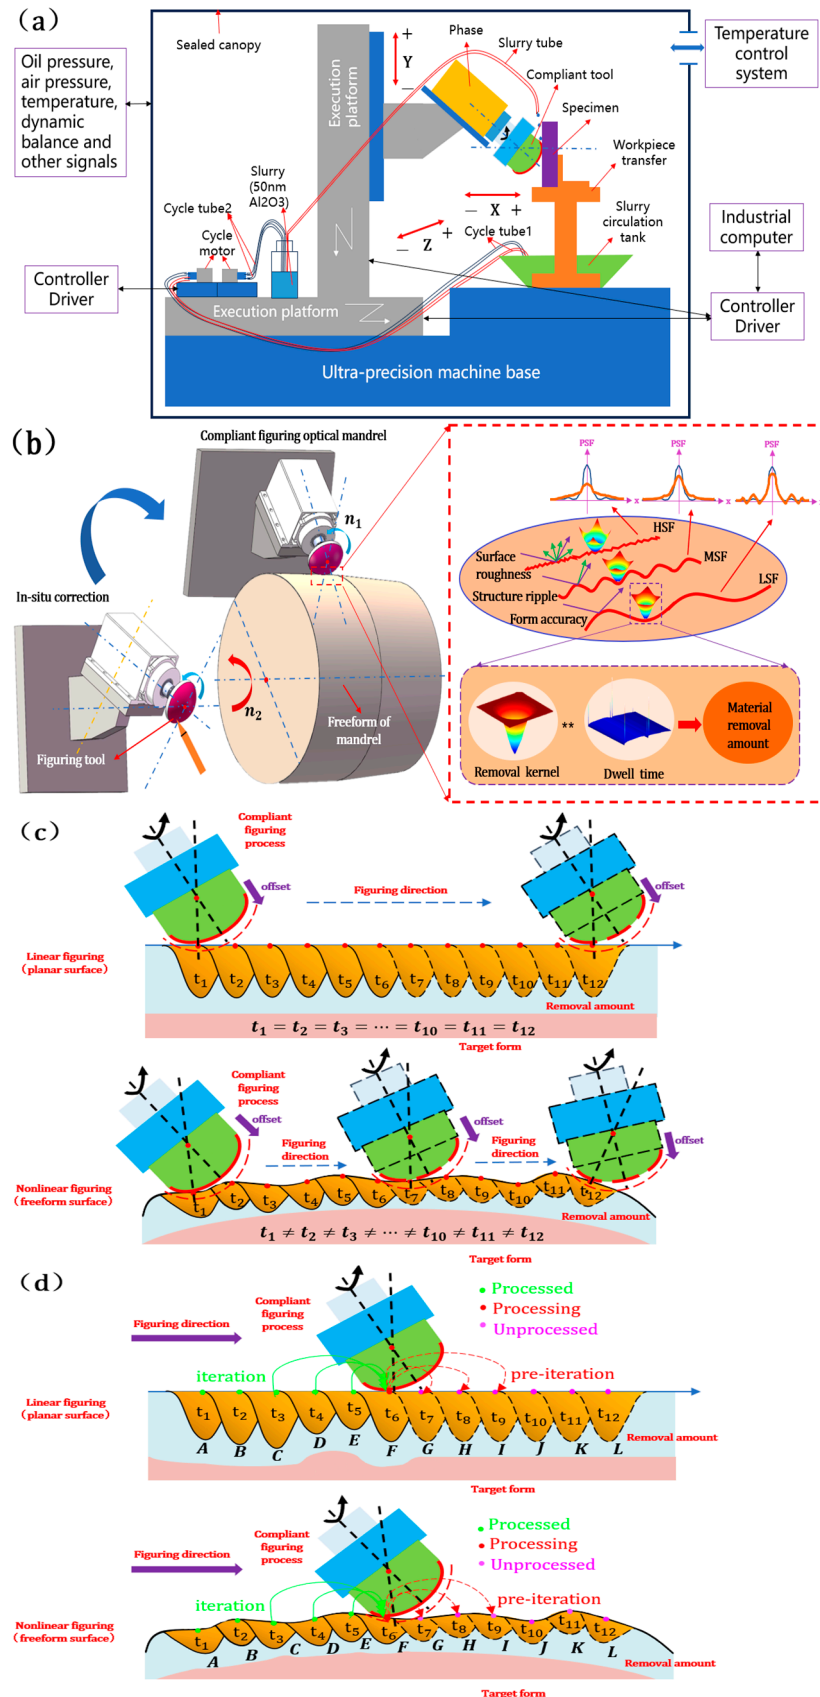 (a)
Sealed canopy
Oil pressure,
air pressure,
temperature,
dynamic
balance and
other signals
Execution
platform
+
Y
−
Phase
Slurry tube
Compliant tool
Specimen
Workpiece
transfer
Slurry
circulation
tank
Temperature
control
system
Slurry
(50nm
Al2O3)
Cycle tube2
Cycle
motor
− X +
− Z +
Cycle tube1
Industrial
computer
Controller
Driver
Controller
Driver
Execution platform
Ultra-precision machine base
(b)
Compliant figuring optical mandrel
n1
In-situ correction
n2
Freeform of
mandrel
Figuring tool
PSF
PSF
PSF
x
x
HSF
MSF
LSF
Surface
roughness
Structure ripple
Form accuracy
**
Removal kernel
Dwell time
Material
removal
amount
(c)
Compliant
figuring
process
offset
Figuring direction
offset
Linear figuring
(planar surface)
t1 t2 t3 t4 t5 t6 t7 t8 t9 t10 t11 t12
Removal amount
t1 = t2 = t3 = ⋯ = t10 = t11 = t12
Target form
Compliant
figuring
process
offset
Figuring
direction
offset
Figuring
direction
offset
Nonlinear figuring
(freeform surface)
t1 t2 t3 t4 t5 t6 t7 t8 t9 t10 t11 t12
Removal amount
t1 ≠ t2 ≠ t3 ≠ ⋯ ≠ t10 ≠ t11 ≠ t12
Target form
(d)
Figuring direction
Compliant
figuring
process
Processed
Processing
Unprocessed
iteration
pre-iteration
Linear figuring
(planar surface)
t1 t2 t3 t4 t5 t6 t7 t8 t9 t10 t11 t12
A B C D E F G H I J K L
Removal amount
Target form
Figuring direction
Compliant
figuring
process
Processed
Processing
Unprocessed
iteration
pre-iteration
Nonlinear figuring
(freeform surface)
t1 t2 t3 t4 t5 t6 t7 t8 t9 t10 t11 t12
A B C D E F G H I J K L
Removal amount
Target form